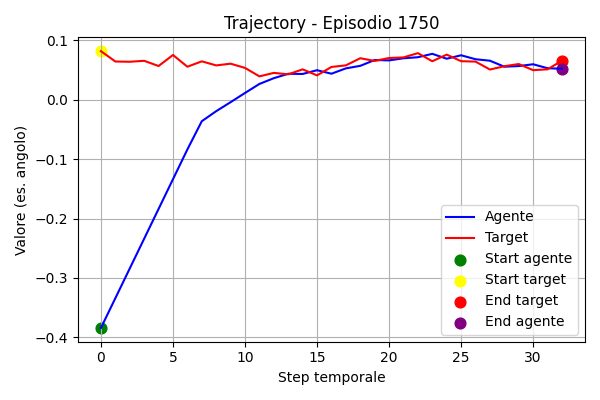 Trajectory - Episodio 1750
0.1
0.0
−0.1
−0.2
−0.3
−0.4
Valore (es. angolo)
Agente
Target
Start agente
Start target
End target
End agente
0 5 10 15 20 25 30
Step temporale